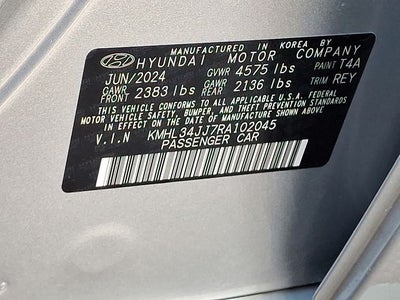 MANUFACTURED IN KOREA BY
HYUNDAI MOTOR COMPANY
JUN/2024 GVWR 4575 lbs PAINT T4A
GAWR FRONT 2383 lbs GAWR REAR 2136 lbs TRIM REY
THIS VEHICLE CONFORMS TO ALL APPLICABLE U.S.A FEDERAL
MOTOR VEHICLE SAFETY, BUMPER, AND THEFT PREVENTION STANDARDS
IN EFFECT ON THE DATE OF MANUFACTURE SHOWN ABOVE.
V.I.N KMHL34JJ7RA102045
PASSENGER CAR